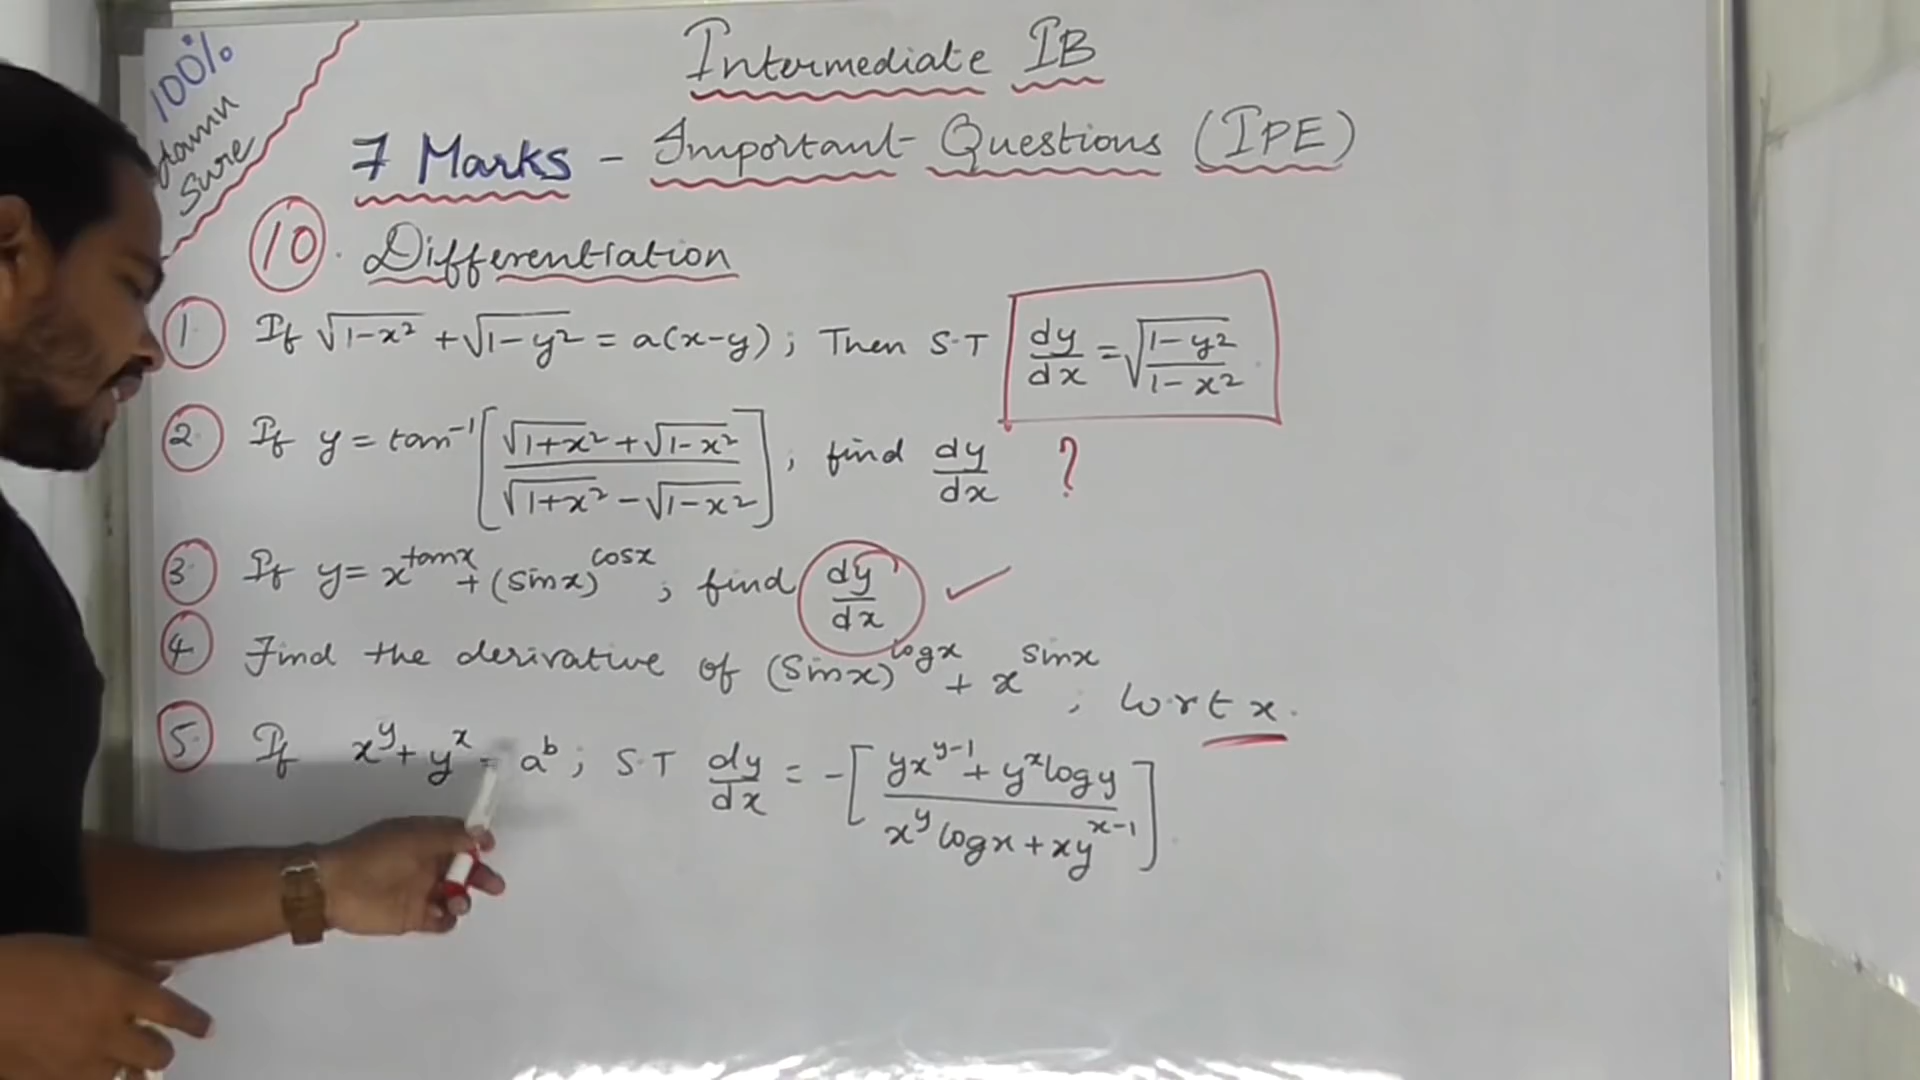 100%
damn
sure
Intermediate IB
7 Marks - Important Questions (IPE)
10. Differentiation
1. If √1-x² + √1-y² = a(x-y); Then S.T dy/dx = √1-y²/1-x²
2. If y = tan⁻¹[√1+x² + √1-x² / √1+x² - √1-x²], find dy/dx ?
3. If y = x^tanx + (sinx)^cosx, find dy/dx ✓
4. Find the derivative of (sinx)^logx + x^sinx, w.r.t x.
5. If x^y + y^x = a^b; S.T dy/dx = -[yx^y-1 + y^x logy / x^y logx + xy^x-1].